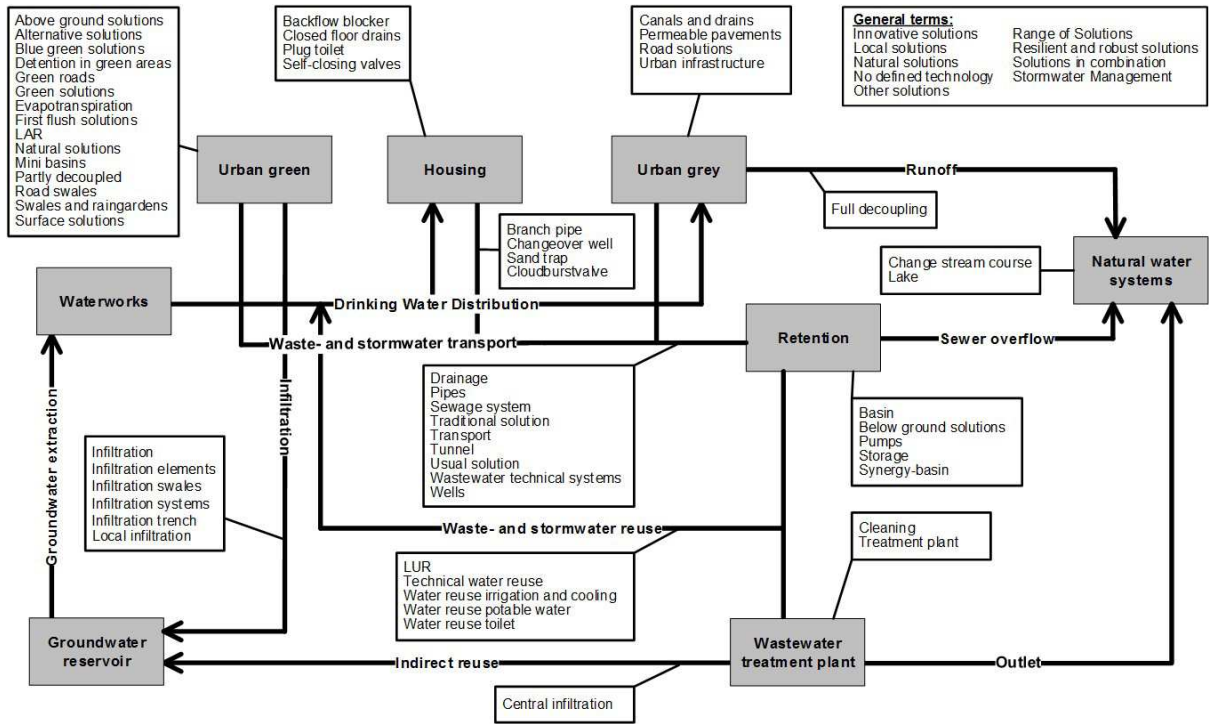 Above ground solutions
Alternative solutions
Blue green solutions
Detention in green areas
Green roads
Green solutions
Evapotranspiration
First flush solutions
LAR
Natural solutions
Mini basins
Partly decoupled
Road swales
Swales and raingardens
Surface solutions
Backflow blocker
Closed floor drains
Plug toilet
Self-closing valves
Canals and drains
Permeable pavements
Road solutions
Urban infrastructure
General terms:
Innovative solutions
Local solutions
Natural solutions
No defined technology
Other solutions
Range of Solutions
Resilient and robust solutions
Solutions in combination
Stormwater Management
Urban green
Housing
Urban grey
Runoff
Full decoupling
Branch pipe
Changeover well
Sand trap
Cloudburstvalve
Change stream course
Lake
Natural water
systems
Waterworks
Drinking Water Distribution
Waste- and stormwater transport
Retention
Sewer overflow
Infiltration
Groundwater extraction
Drainage
Pipes
Sewage system
Traditional solution
Transport
Tunnel
Usual solution
Wastewater technical systems
Wells
Basin
Below ground solutions
Pumps
Storage
Synergy-basin
Infiltration
Infiltration elements
Infiltration swales
Infiltration systems
Infiltration trench
Local infiltration
Waste- and stormwater reuse
Cleaning
Treatment plant
LUR
Technical water reuse
Water reuse irrigation and cooling
Water reuse potable water
Water reuse toilet
Groundwater
reservoir
Indirect reuse
Wastewater
treatment plant
Outlet
Central infiltration